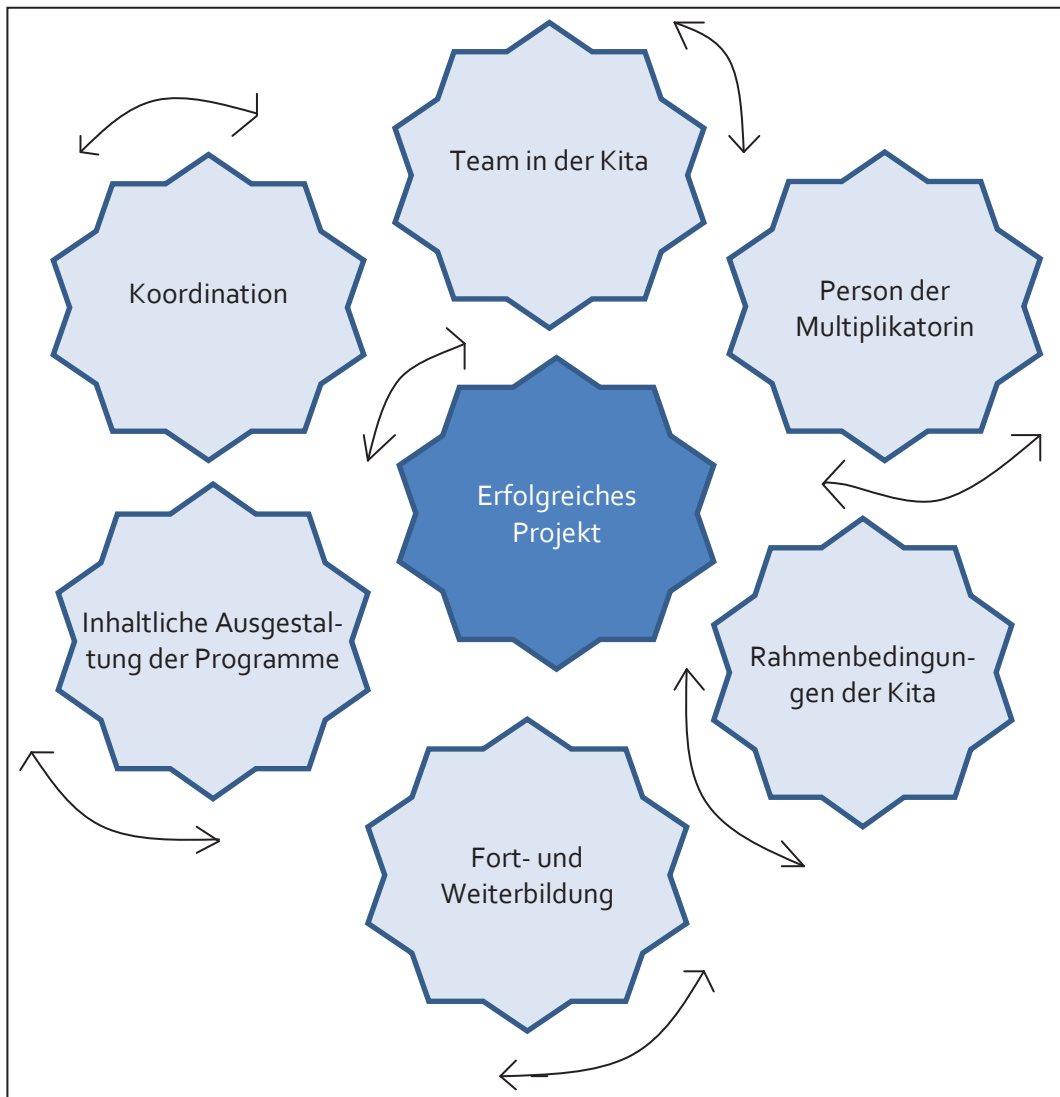 Team in der Kita
Koordination
Person der
Multiplikatorin
Erfolgreiches
Projekt
Inhaltliche Ausgestal-
tung der Programme
Rahmenbedingun-
gen der Kita
Fort- und
Weiterbildung